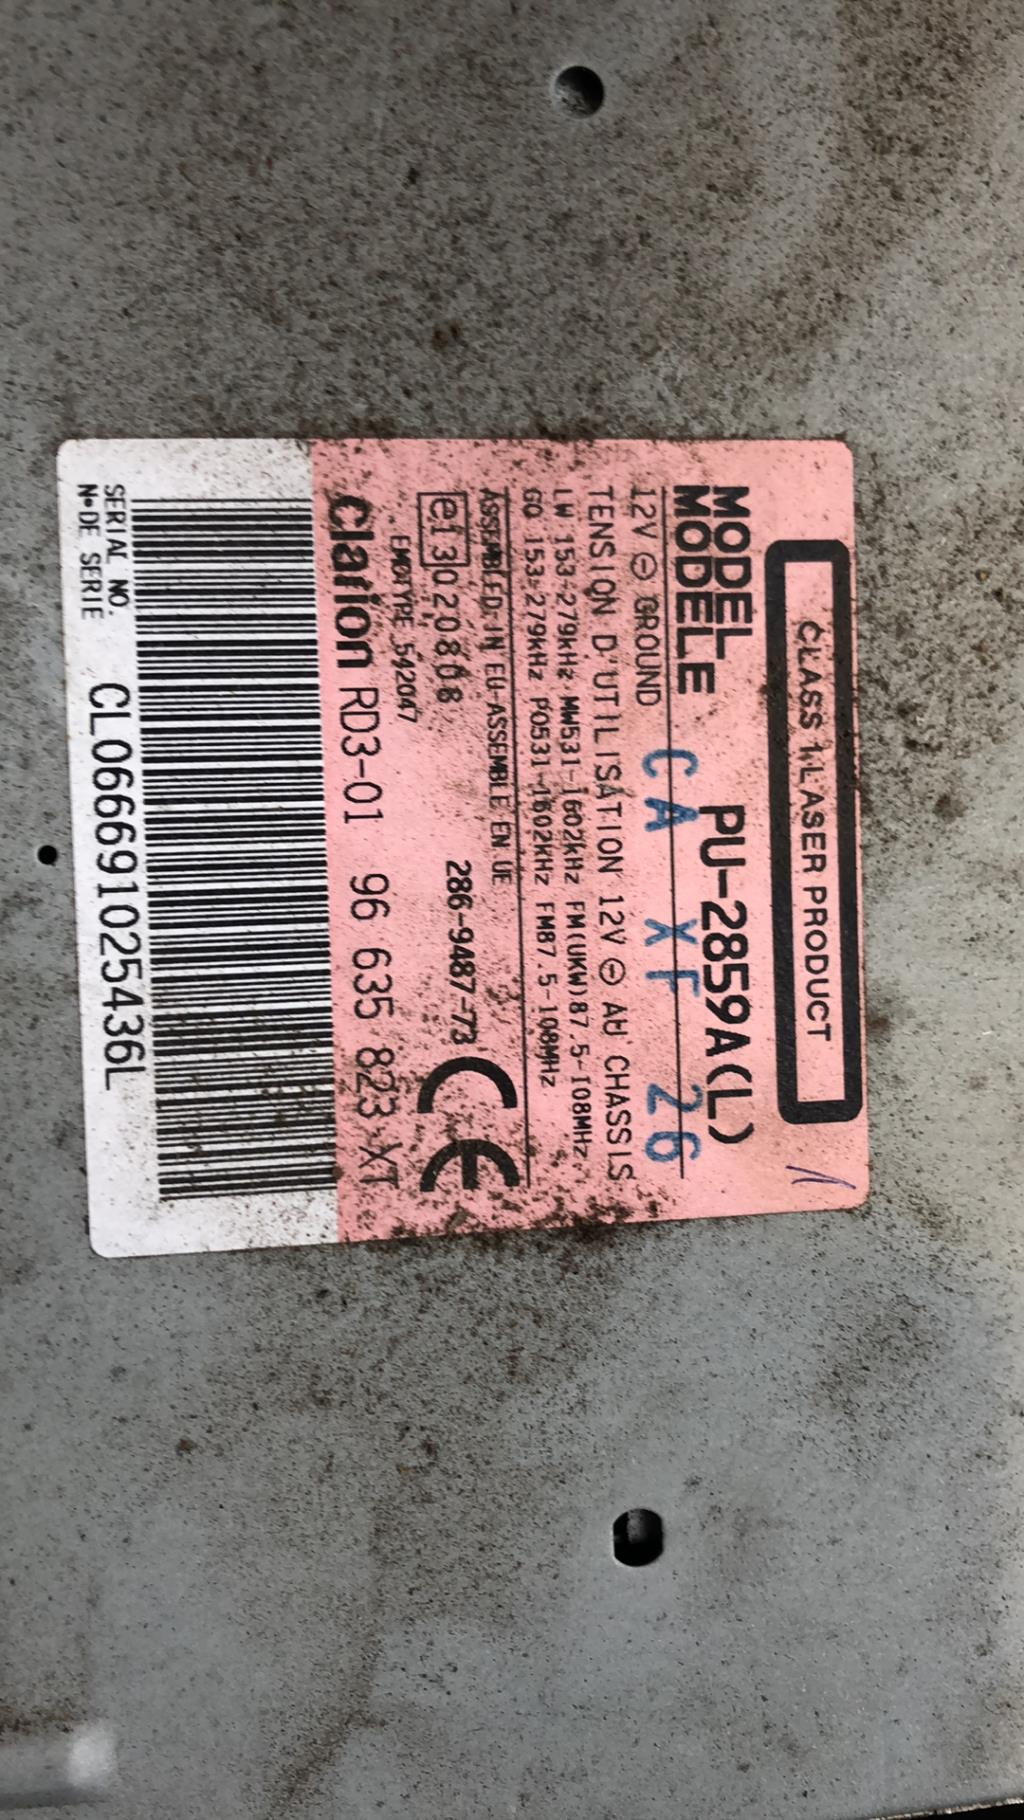 CLASS 1 LASER PRODUCT
MODEL
MODELE PU-2859A(L)
CA XF 26
12V ⊖ GROUND
TENSION D'UTILISATION 12V ⊖ AU CHASSIS
LW 153-279kHz MW531-1602kHz FM(UKW)87.5-108MHz
GO 153-279kHz PO531-1602kHz FM87.5-108MHz
ASSEMBLED IN EU-ASSEMBLE EN UE
e13 020808 286-9487-73 CE
EMDTYPE 542047
Clarion RD3-01 96 635 823 XT
SERIAL NO.
N°DE SERIE CL066691025436L